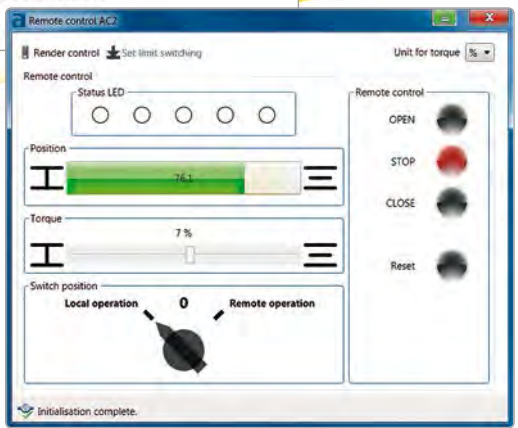 Remote control AC2
Render control Set limit switching Unit for torque %
Remote control
Status LED
Position
76.1
Torque
7 %
Switch position
Local operation 0 Remote operation
Remote control
OPEN
STOP
CLOSE
Reset
Initialisation complete.